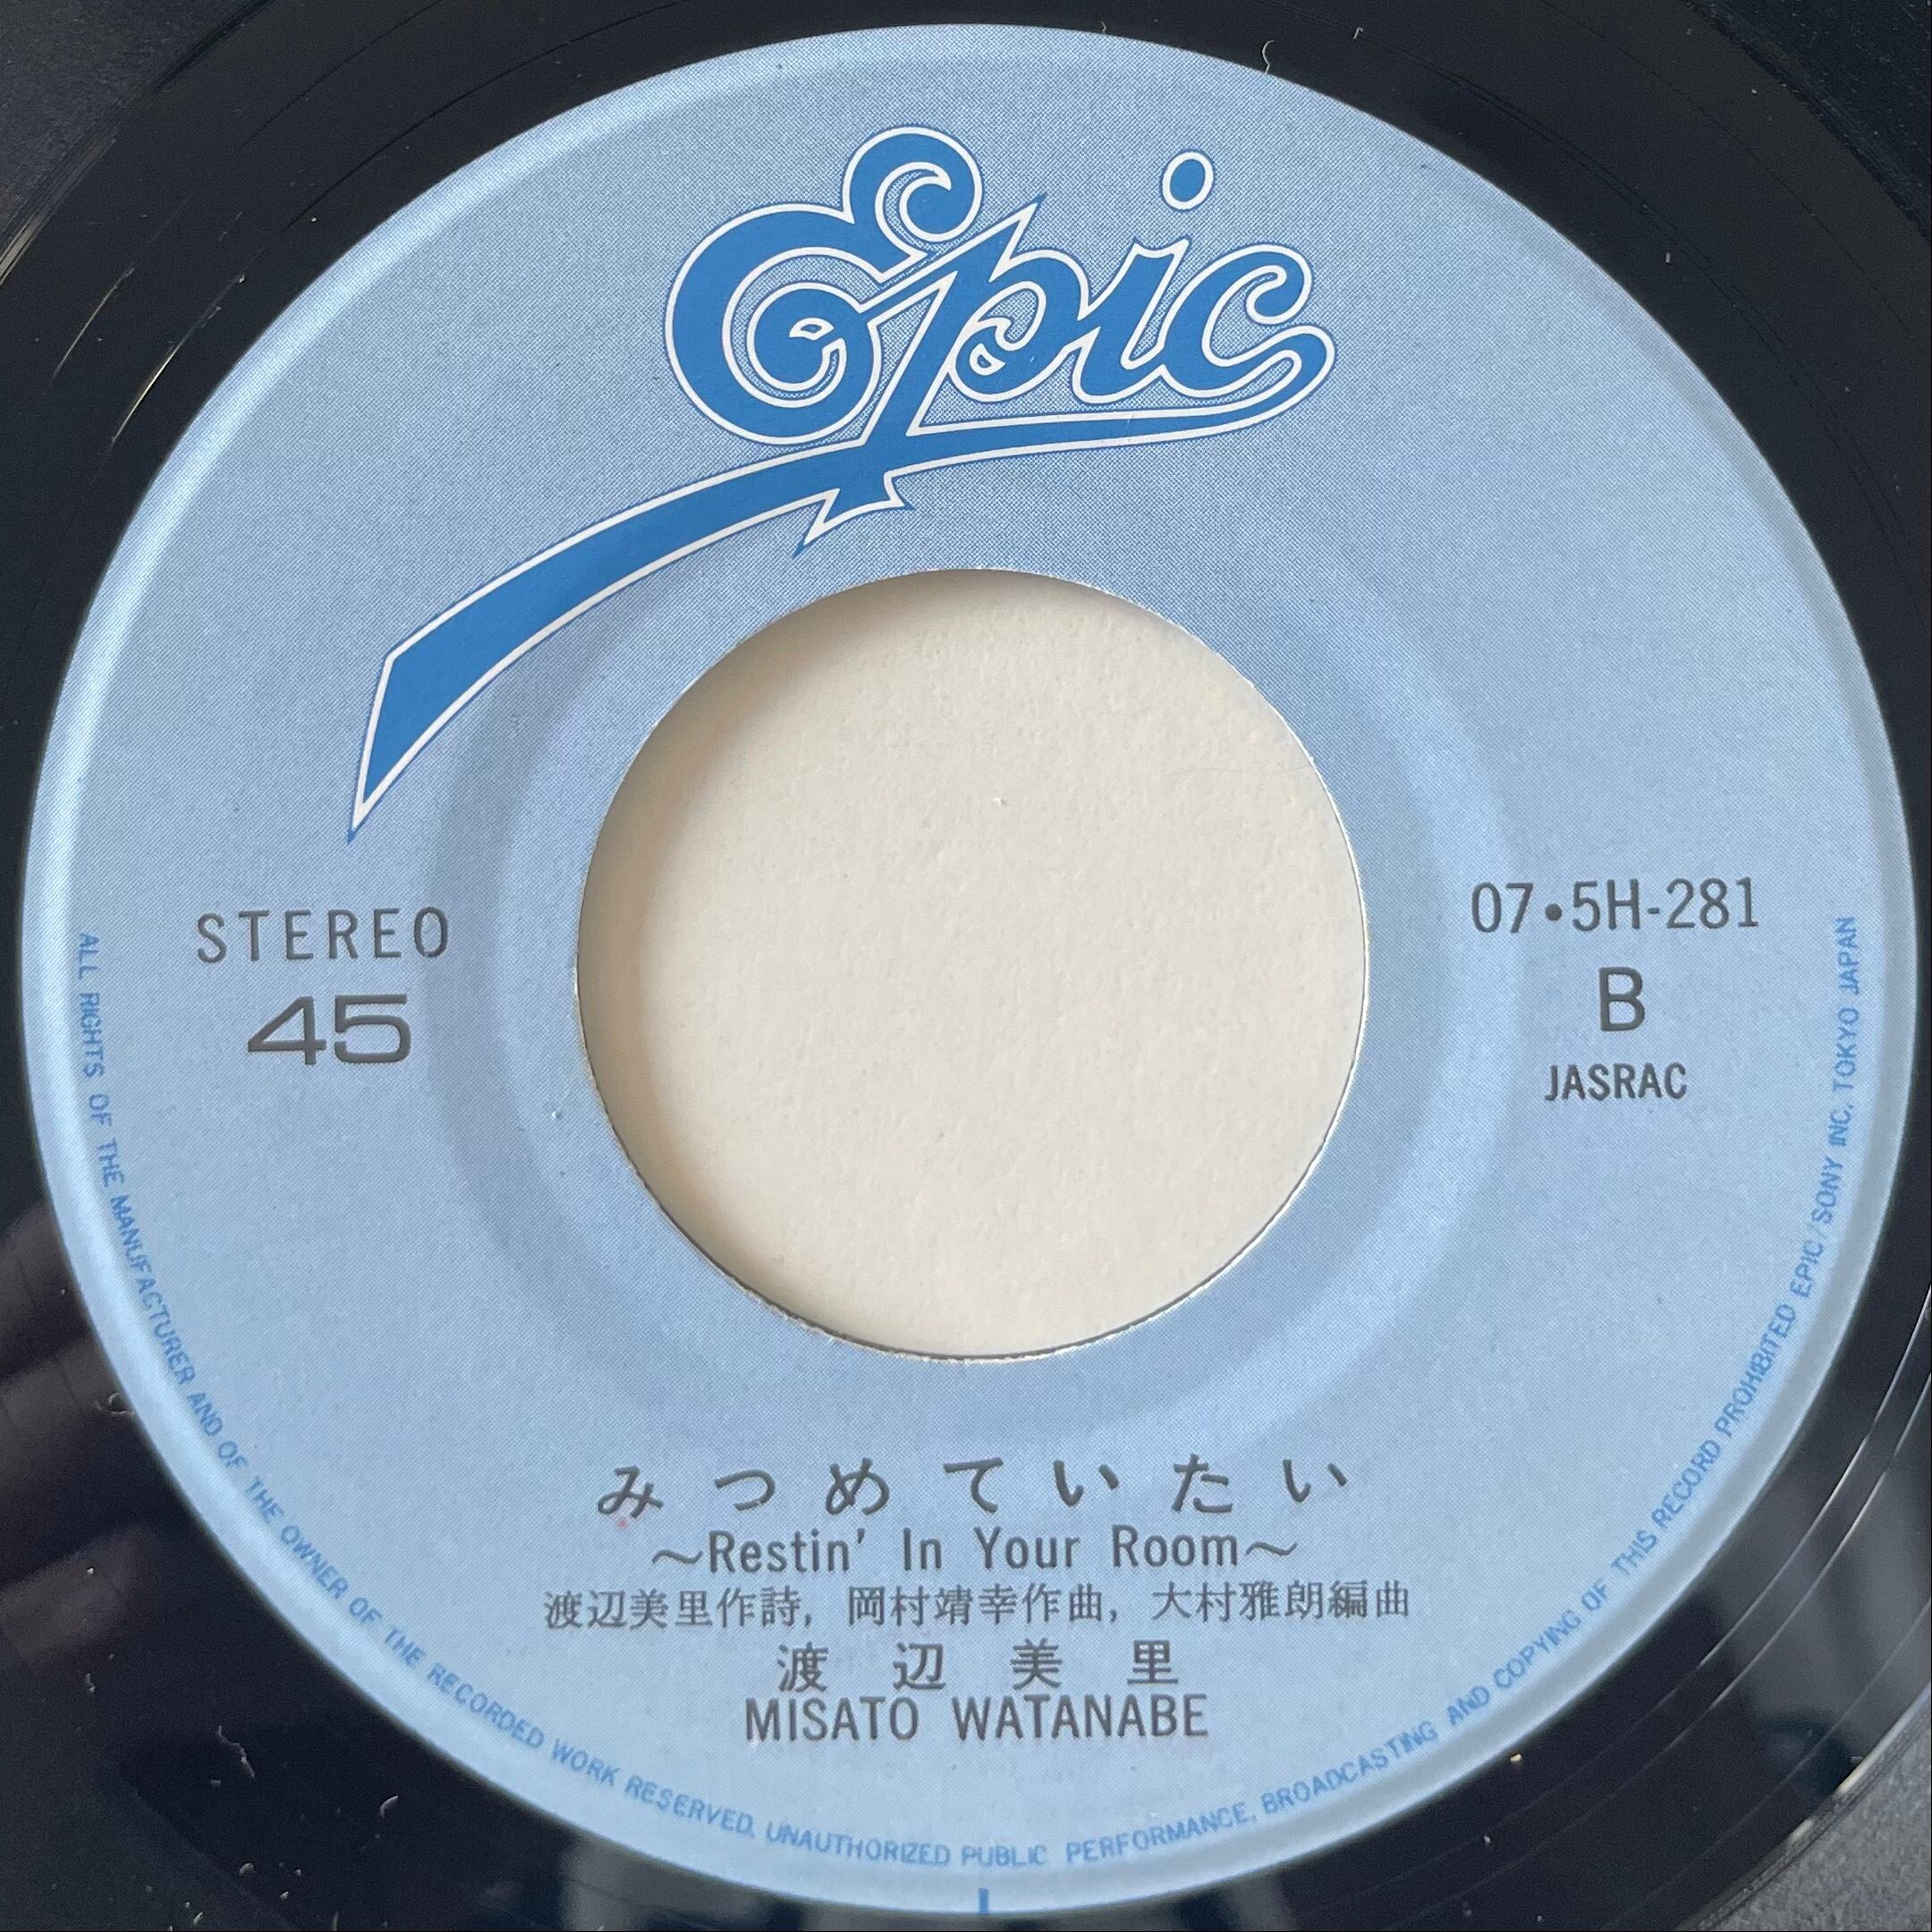 Epic
STEREO
45
07・5H-281
B
JASRAC
みつめていたい
〜Restin' In Your Room〜
渡辺美里作詩, 岡村靖幸作曲, 大村雅朗編曲
渡辺美里
MISATO WATANABE
ALL RIGHTS OF THE MANUFACTURER AND OF THE OWNER OF THE RECORDED WORK RESERVED. UNAUTHORIZED PUBLIC PERFORMANCE, BROADCASTING AND COPYING OF THIS RECORD PROHIBITED EPIC/SONY INC. TOKYO JAPAN